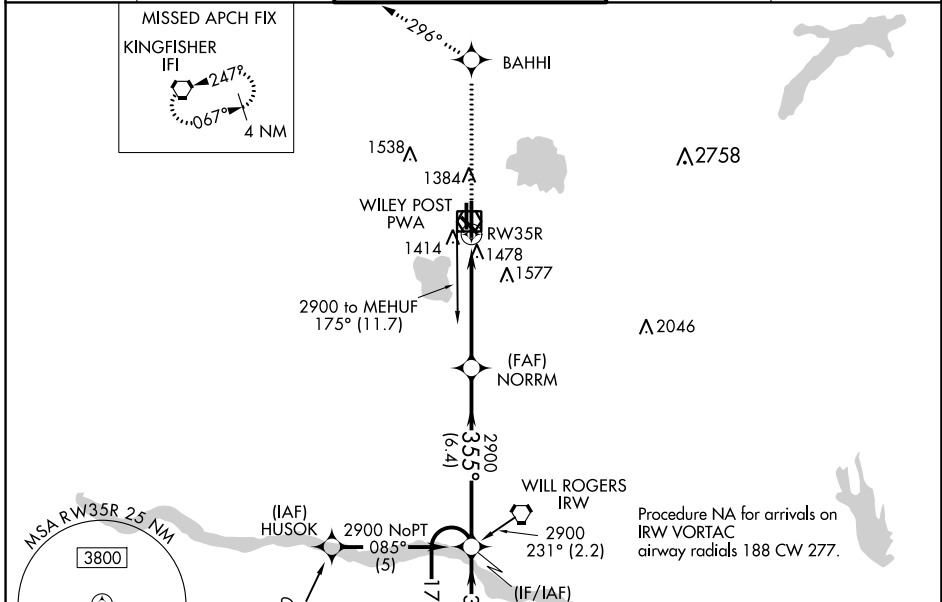 MISSED APCH FIX
KINGFISHER
IFI
247°
067°
4 NM
296°
BAHHI
1538
1384
2758
WILEY POST
PWA
RW35R
1414
1478
1577
2900 to MEHUF
175° (11.7)
2046
(FAF)
NORRM
2900
355°
(6.4)
WILL ROGERS
IRW
2900
231° (2.2)
Procedure NA for arrivals on
IRW VORTAC
airway radials 188 CW 277.
(IAF)
HUSOK
2900 NoPT
085°
(5)
(IF/IAF)
MSA RW35R 25 NM
3800
17
3